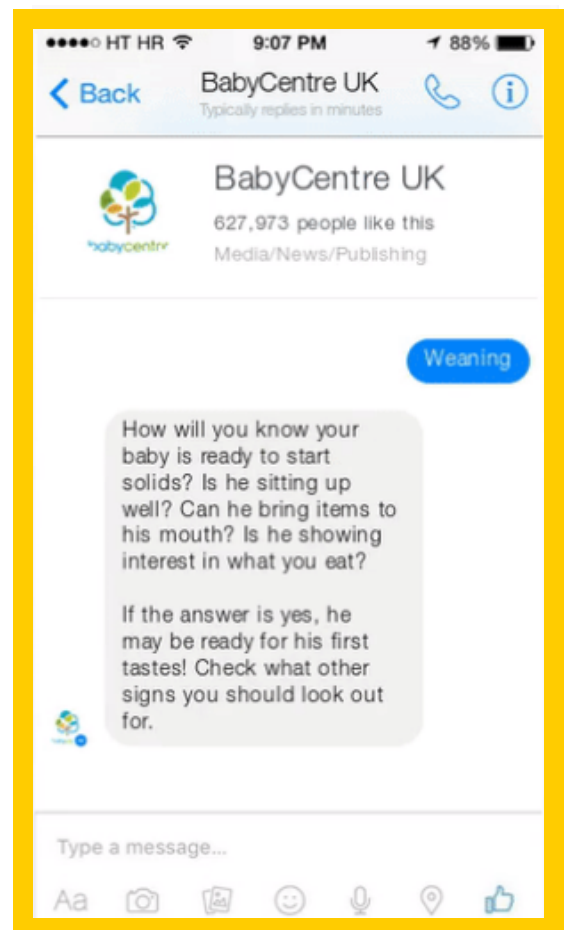 HT HR 9:07 PM 88%
Back BabyCentre UK
Typically replies in minutes
BabyCentre UK
627,973 people like this
Media/News/Publishing
babycentre
Weaning
How will you know your
baby is ready to start
solids? Is he sitting up
well? Can he bring items to
his mouth? Is he showing
interest in what you eat?
If the answer is yes, he
may be ready for his first
tastes! Check what other
signs you should look out
for.
Type a message...
Aa